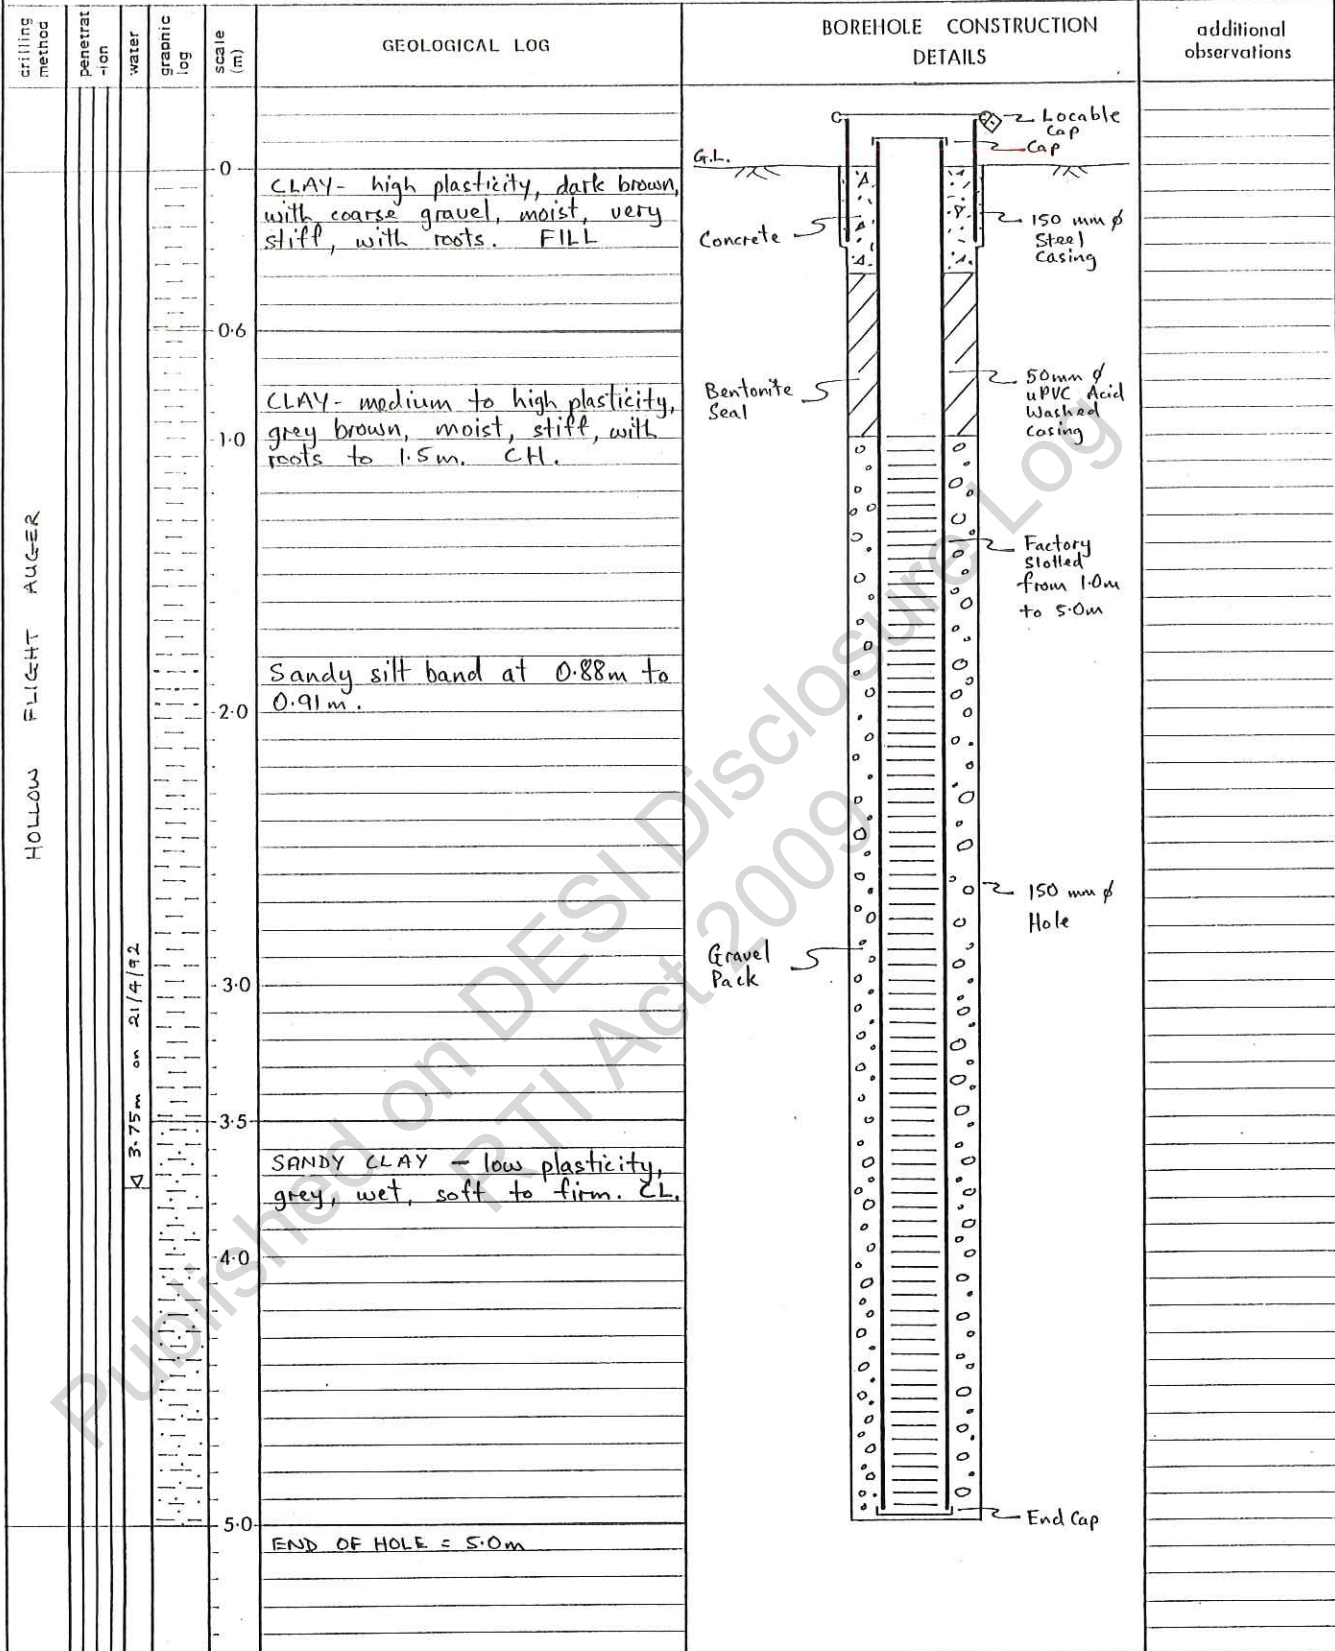 drilling
method
penetrat
-ion
water
graphic
log
scale
(m)
GEOLOGICAL LOG
BOREHOLE CONSTRUCTION
DETAILS
additional
observations
Locable
Cap
Cap
G.L.
0
CLAY - high plasticity, dark brown,
with coarse gravel, moist, very
stiff, with roots. FILL
Concrete
150 mm ϕ
Steel
Casing
0.6
Bentonite
Seal
50mm ϕ
uPVC Acid
Washed
Casing
CLAY - medium to high plasticity,
grey brown, moist, stiff, with
roots to 1.5m. CH.
1.0
Factory
Slotted
from 1.0m
to 5.0m
HOLLOW FLIGHT AUGER
Sandy silt band at 0.88m to
0.91m.
2.0
150 mm ϕ
Hole
Gravel
Pack
3.0
3.75m on 21/4/92
3.5
SANDY CLAY - low plasticity,
grey, wet, soft to firm. CL.
4.0
5.0
End Cap
END OF HOLE = 5.0m
Published on DESI Disclosure Log
RTI Act 2009